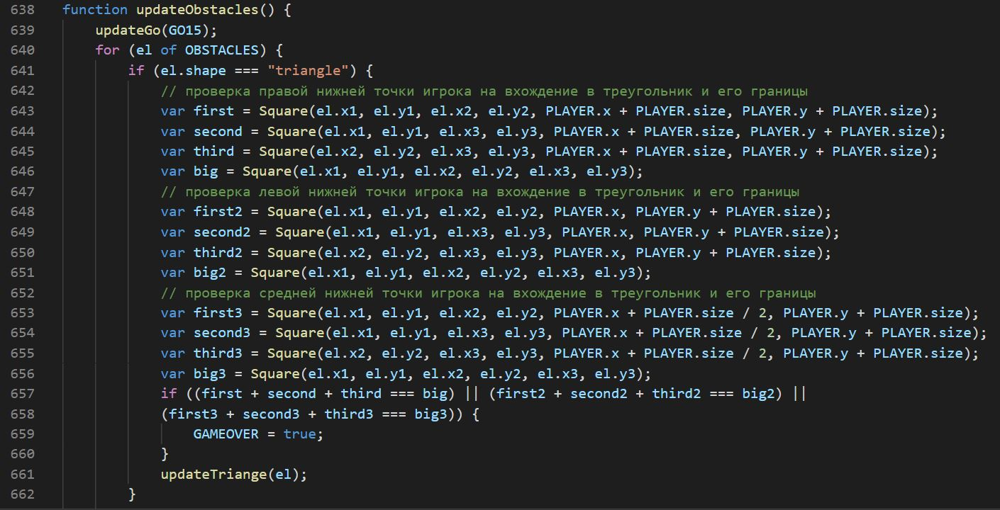 638 function updateObstacles() {
639 updateGo(GO15);
640 for (el of OBSTACLES) {
641 if (el.shape === "triangle") {
642 // проверка правой нижней точки игрока на вхождение в треугольник и его границы
643 var first = Square(el.x1, el.y1, el.x2, el.y2, PLAYER.x + PLAYER.size, PLAYER.y + PLAYER.size);
644 var second = Square(el.x1, el.y1, el.x3, el.y3, PLAYER.x + PLAYER.size, PLAYER.y + PLAYER.size);
645 var third = Square(el.x2, el.y2, el.x3, el.y3, PLAYER.x + PLAYER.size, PLAYER.y + PLAYER.size);
646 var big = Square(el.x1, el.y1, el.x2, el.y2, el.x3, el.y3);
647 // проверка левой нижней точки игрока на вхождение в треугольник и его границы
648 var first2 = Square(el.x1, el.y1, el.x2, el.y2, PLAYER.x, PLAYER.y + PLAYER.size);
649 var second2 = Square(el.x1, el.y1, el.x3, el.y3, PLAYER.x, PLAYER.y + PLAYER.size);
650 var third2 = Square(el.x2, el.y2, el.x3, el.y3, PLAYER.x, PLAYER.y + PLAYER.size);
651 var big2 = Square(el.x1, el.y1, el.x2, el.y2, el.x3, el.y3);
652 // проверка средней нижней точки игрока на вхождение в треугольник и его границы
653 var first3 = Square(el.x1, el.y1, el.x2, el.y2, PLAYER.x + PLAYER.size / 2, PLAYER.y + PLAYER.size);
654 var second3 = Square(el.x1, el.y1, el.x3, el.y3, PLAYER.x + PLAYER.size / 2, PLAYER.y + PLAYER.size);
655 var third3 = Square(el.x2, el.y2, el.x3, el.y3, PLAYER.x + PLAYER.size / 2, PLAYER.y + PLAYER.size);
656 var big3 = Square(el.x1, el.y1, el.x2, el.y2, el.x3, el.y3);
657 if ((first + second + third === big) || (first2 + second2 + third2 === big2) ||
658 (first3 + second3 + third3 === big3)) {
659 GAMEOVER = true;
660 }
661 updateTriange(el);
662 }